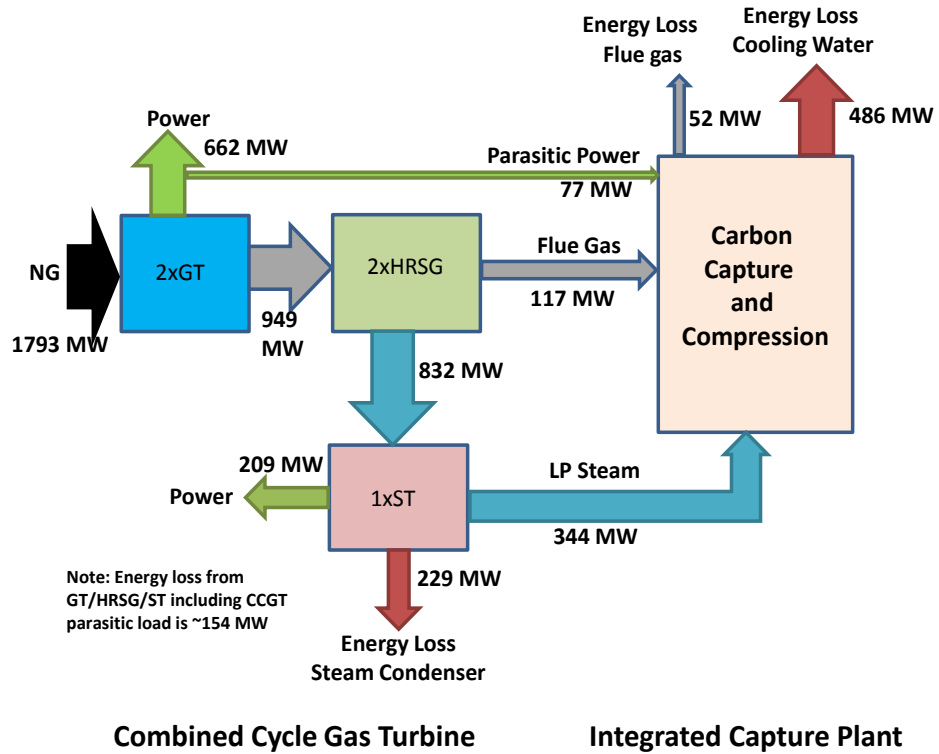 Energy Loss
Flue gas
Energy Loss
Cooling Water
52 MW
486 MW
Power
662 MW
Parasitic Power
77 MW
NG
1793 MW
2xGT
949
MW
2xHRSG
Flue Gas
117 MW
Carbon
Capture
and
Compression
832 MW
209 MW
Power
1xST
LP Steam
344 MW
229 MW
Note: Energy loss from
GT/HRSG/ST including CCGT
parasitic load is ~154 MW
Energy Loss
Steam Condenser
Combined Cycle Gas Turbine
Integrated Capture Plant